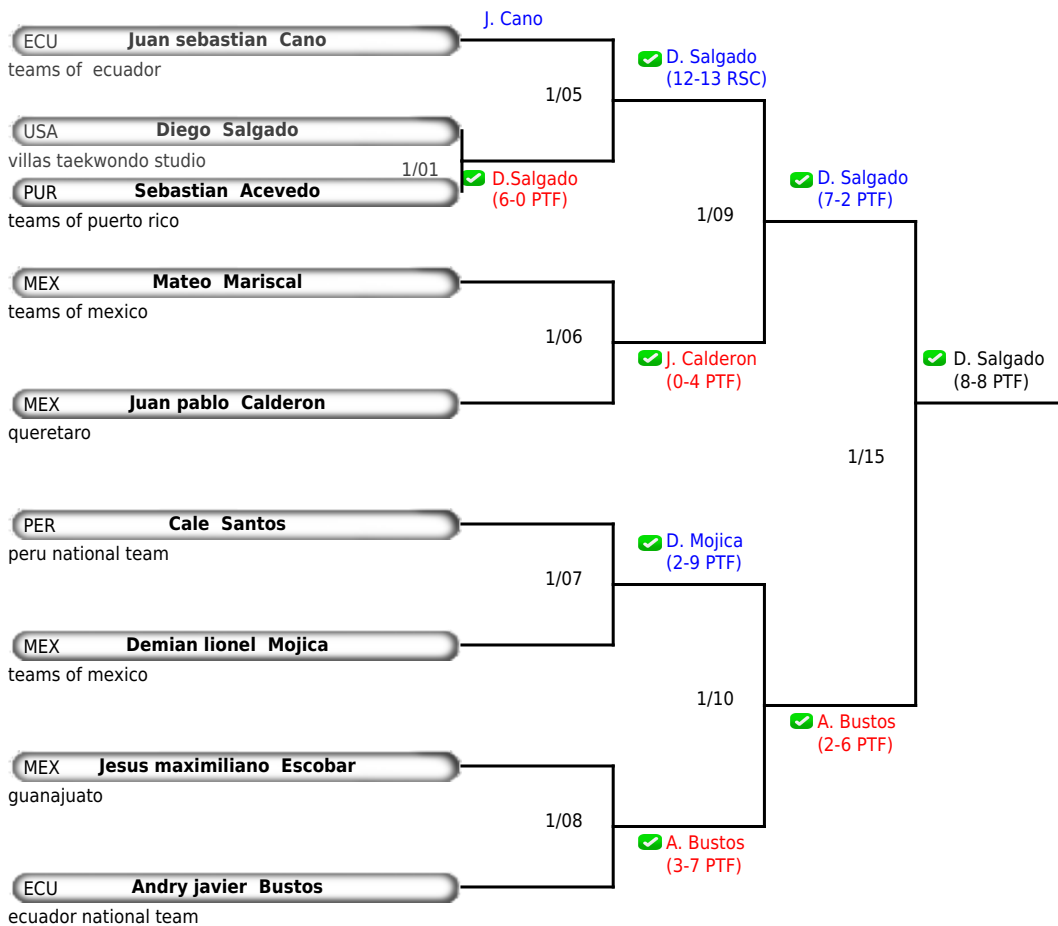 J. Cano
ECU Juan sebastian Cano
teams of ecuador
D. Salgado
(12-13 RSC)
1/05
USA Diego Salgado
villas taekwondo studio
1/01
D.Salgado
(6-0 PTF)
PUR Sebastian Acevedo
teams of puerto rico
D. Salgado
(7-2 PTF)
1/09
MEX Mateo Mariscal
teams of mexico
1/06
J. Calderon
(0-4 PTF)
D. Salgado
(8-8 PTF)
MEX Juan pablo Calderon
queretaro
1/15
PER Cale Santos
peru national team
D. Mojica
(2-9 PTF)
1/07
MEX Demian lionel Mojica
teams of mexico
1/10
A. Bustos
(2-6 PTF)
MEX Jesus maximiliano Escobar
guanajuato
1/08
A. Bustos
(3-7 PTF)
ECU Andry javier Bustos
ecuador national team